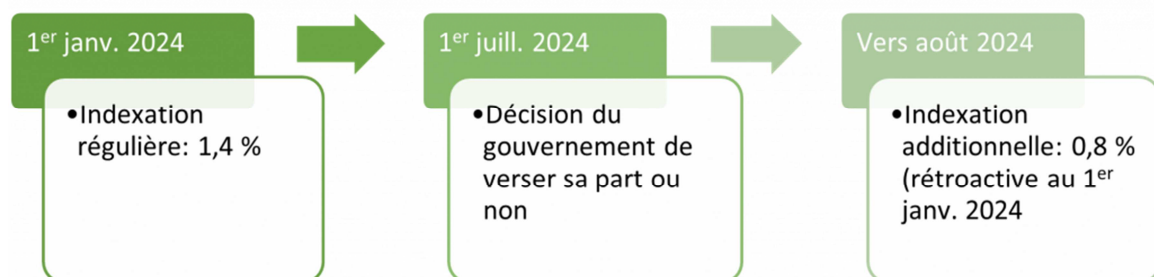 1er janv. 2024
•Indexation
régulière: 1,4 %
1er juill. 2024
•Décision du
gouvernement de
verser sa part ou
non
Vers août 2024
•Indexation
additionnelle: 0,8 %
(rétroactive au 1er
janv. 2024